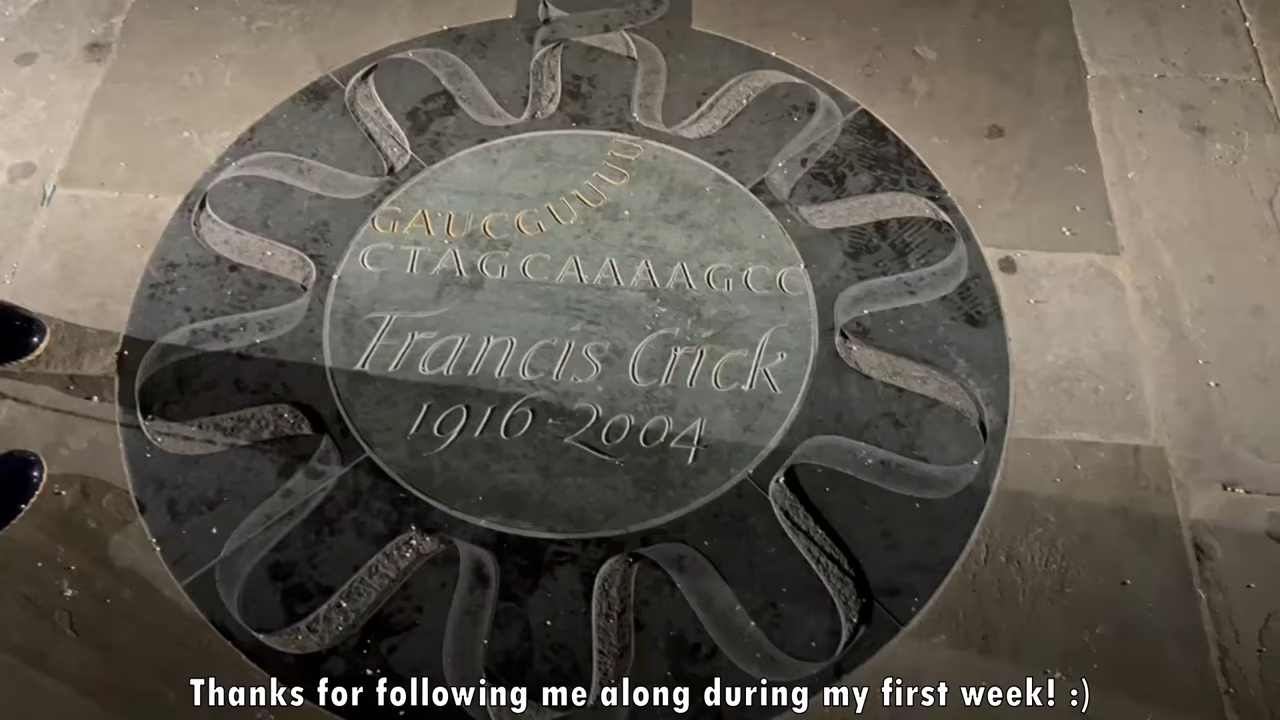 GAUCGUUUU
CTAGCAAAAGCC
Francis Crick
1916-2004
Thanks for following me along during my first week! :)